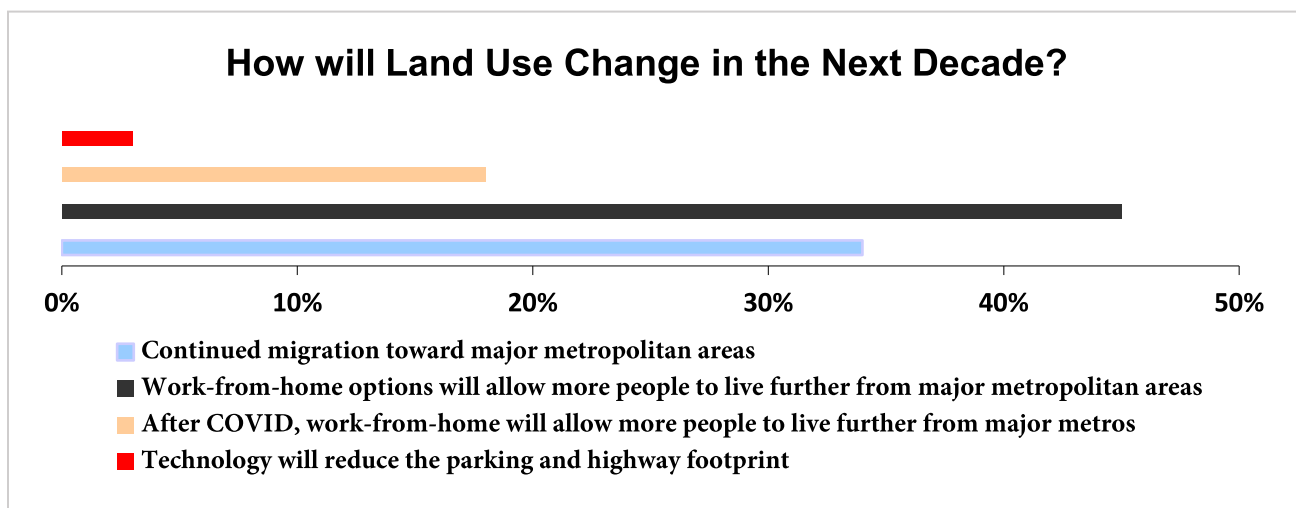 How will Land Use Change in the Next Decade?
0% 10% 20% 30% 40% 50%
Continued migration toward major metropolitan areas
Work-from-home options will allow more people to live further from major metropolitan areas
After COVID, work-from-home will allow more people to live further from major metros
Technology will reduce the parking and highway footprint